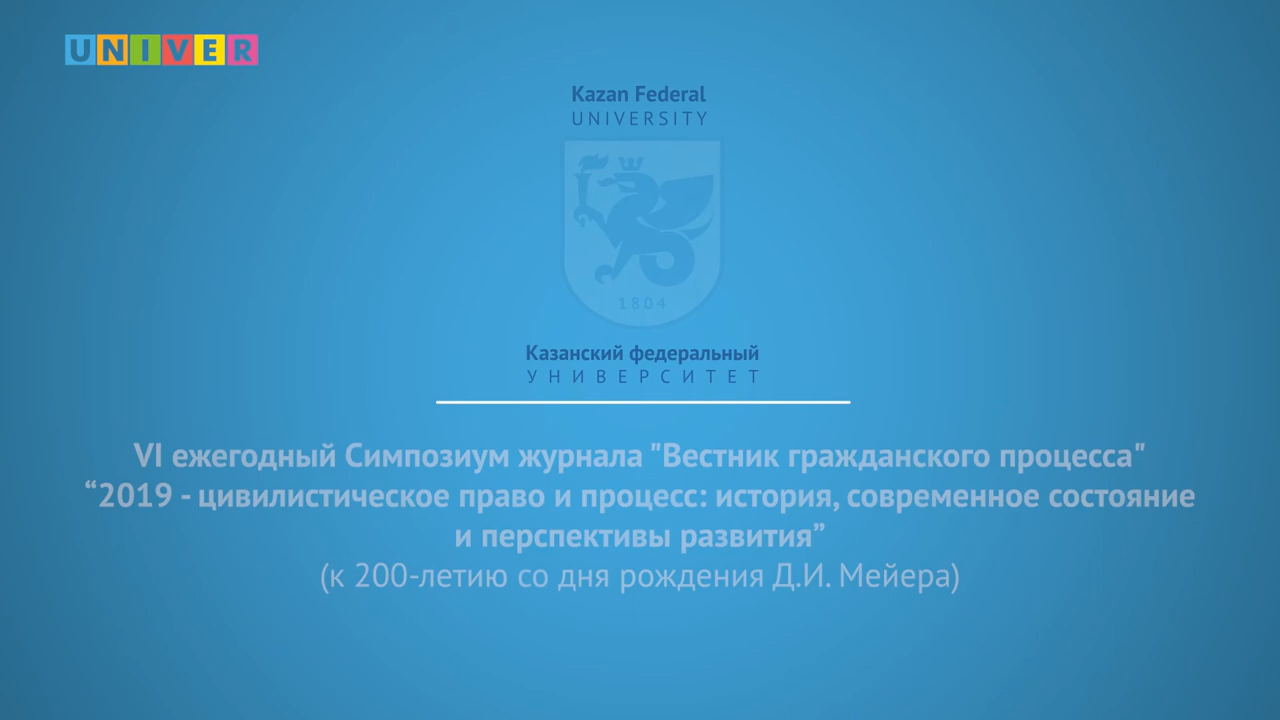 UNIVER
Kazan Federal
UNIVERSITY
1804
Казанский федеральный
УНИВЕРСИТЕТ
VI ежегодный Симпозиум журнала "Вестник гражданского процесса"
“2019 - цивилистическое право и процесс: история, современное состояние
и перспективы развития”
(к 200-летию со дня рождения Д.И. Мейера)